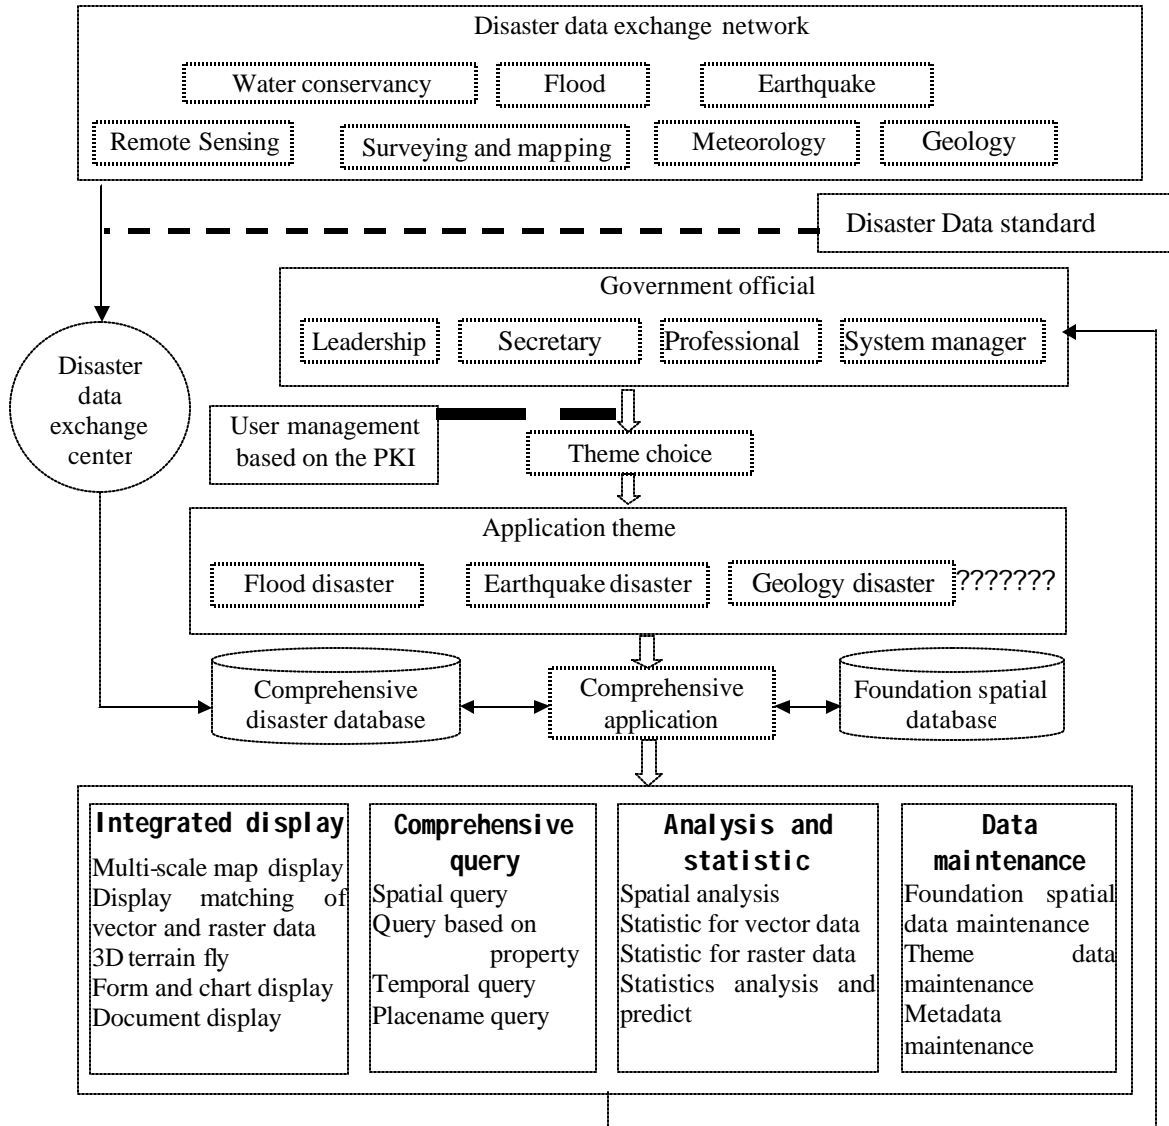 Disaster data exchange network
Water conservancy
Flood
Earthquake
Remote Sensing
Surveying and mapping
Meteorology
Geology
Disaster Data standard
Government official
Leadership
Secretary
Professional
System manager
Disaster
data
exchange
center
User management
based on the PKI
Theme choice
Application theme
Flood disaster
Earthquake disaster
Geology disaster
???????
Comprehensive
disaster database
Comprehensive
application
Foundation spatial
database
Integrated display
Multi-scale map display
Display matching of
vector and raster data
3D terrain fly
Form and chart display
Document display
Comprehensive
query
Spatial query
Query based on
property
Temporal query
Placename query
Analysis and
statistic
Spatial analysis
Statistic for vector data
Statistic for raster data
Statistics analysis and
predict
Data
maintenance
Foundation spatial
data maintenance
Theme data
maintenance
Metadata
maintenance